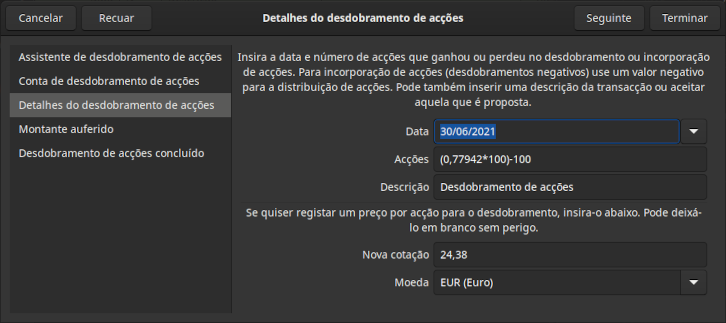 Cancelar Recuar Detalhes do desdobramento de acções Seguinte Terminar
Assistente de desdobramento de acções
Conta de desdobramento de acções
Detalhes do desdobramento de acções
Montante auferido
Desdobramento de acções concluído
Insira a data e número de acções que ganhou ou perdeu no desdobramento ou incorporação
de acções. Para incorporação de acções (desdobramentos negativos) use um valor negativo
para a distribuição de acções. Pode também inserir uma descrição da transacção ou aceitar
aquela que é proposta.
Data 30/06/2021
Acções (0,77942*100)-100
Descrição Desdobramento de acções
Se quiser registar um preço por acção para o desdobramento, insira-o abaixo. Pode deixá-
lo em branco sem perigo.
Nova cotação 24,38
Moeda EUR (Euro)